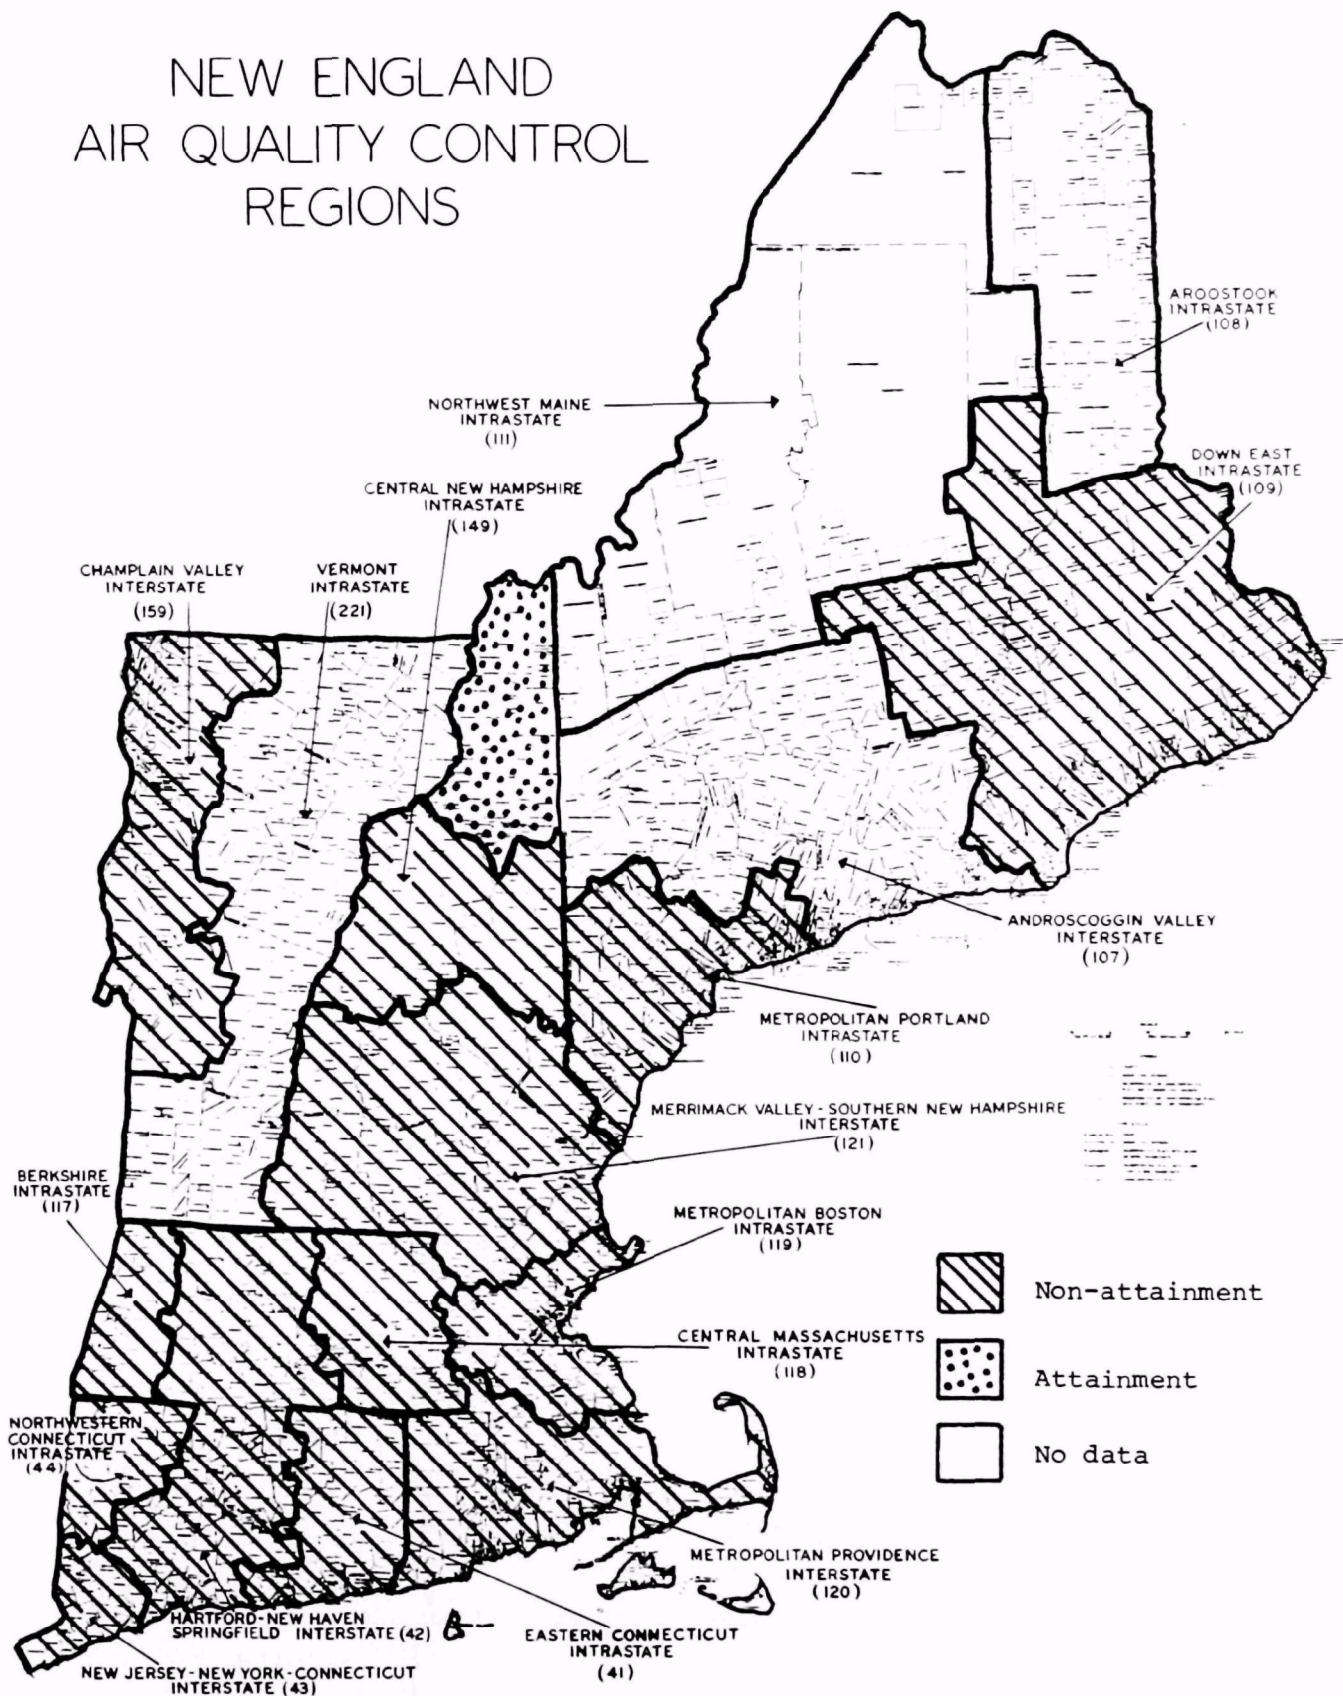 NEW ENGLAND
AIR QUALITY CONTROL
REGIONS
AROOSTOOK
INTRASTATE
(108)
NORTHWEST MAINE
INTRASTATE
(111)
DOWN EAST
INTRASTATE
(109)
CENTRAL NEW HAMPSHIRE
INTRASTATE
(149)
CHAMPLAIN VALLEY
INTERSTATE
(159)
VERMONT
INTRASTATE
(221)
ANDROSCOGGIN VALLEY
INTERSTATE
(107)
METROPOLITAN PORTLAND
INTRASTATE
(110)
MERRIMACK VALLEY-SOUTHERN NEW HAMPSHIRE
INTERSTATE
(121)
BERKSHIRE
INTRASTATE
(117)
METROPOLITAN BOSTON
INTRASTATE
(119)
Non-attainment
CENTRAL MASSACHUSETTS
INTRASTATE
(118)
Attainment
NORTHWESTERN
CONNECTICUT
INTRASTATE
(44)
No data
METROPOLITAN PROVIDENCE
INTERSTATE
(120)
HARTFORD-NEW HAVEN
SPRINGFIELD INTERSTATE (42)
EASTERN CONNECTICUT
INTRASTATE
(41)
NEW JERSEY-NEW YORK-CONNECTICUT
INTERSTATE (43)